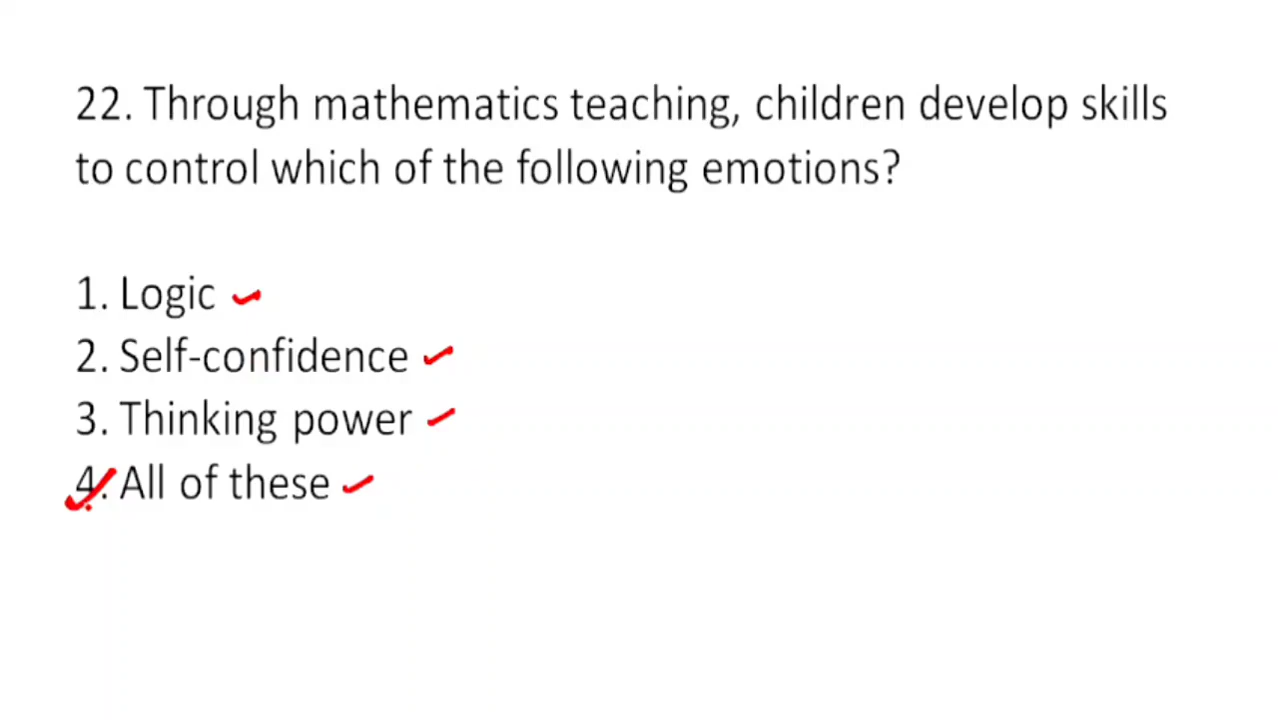 22. Through mathematics teaching, children develop skills
to control which of the following emotions?
1. Logic
2. Self-confidence
3. Thinking power
4. All of these